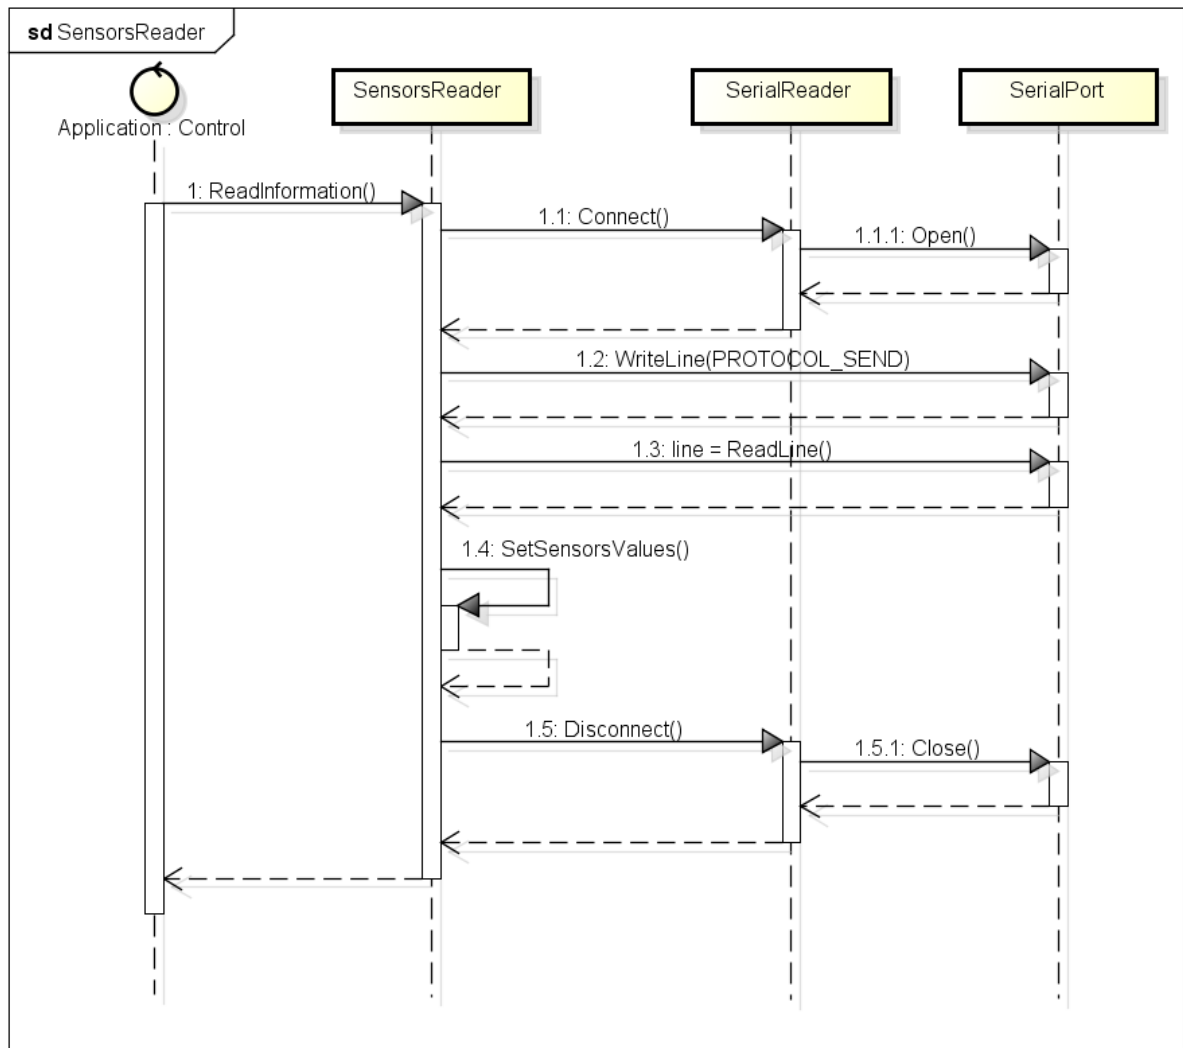 sd SensorsReader
SensorsReader
SerialReader
SerialPort
Application : Control
1: ReadInformation()
1.1: Connect()
1.1.1: Open()
1.2: WriteLine(PROTOCOL_SEND)
1.3: line = ReadLine()
1.4: SetSensorsValues()
1.5: Disconnect()
1.5.1: Close()